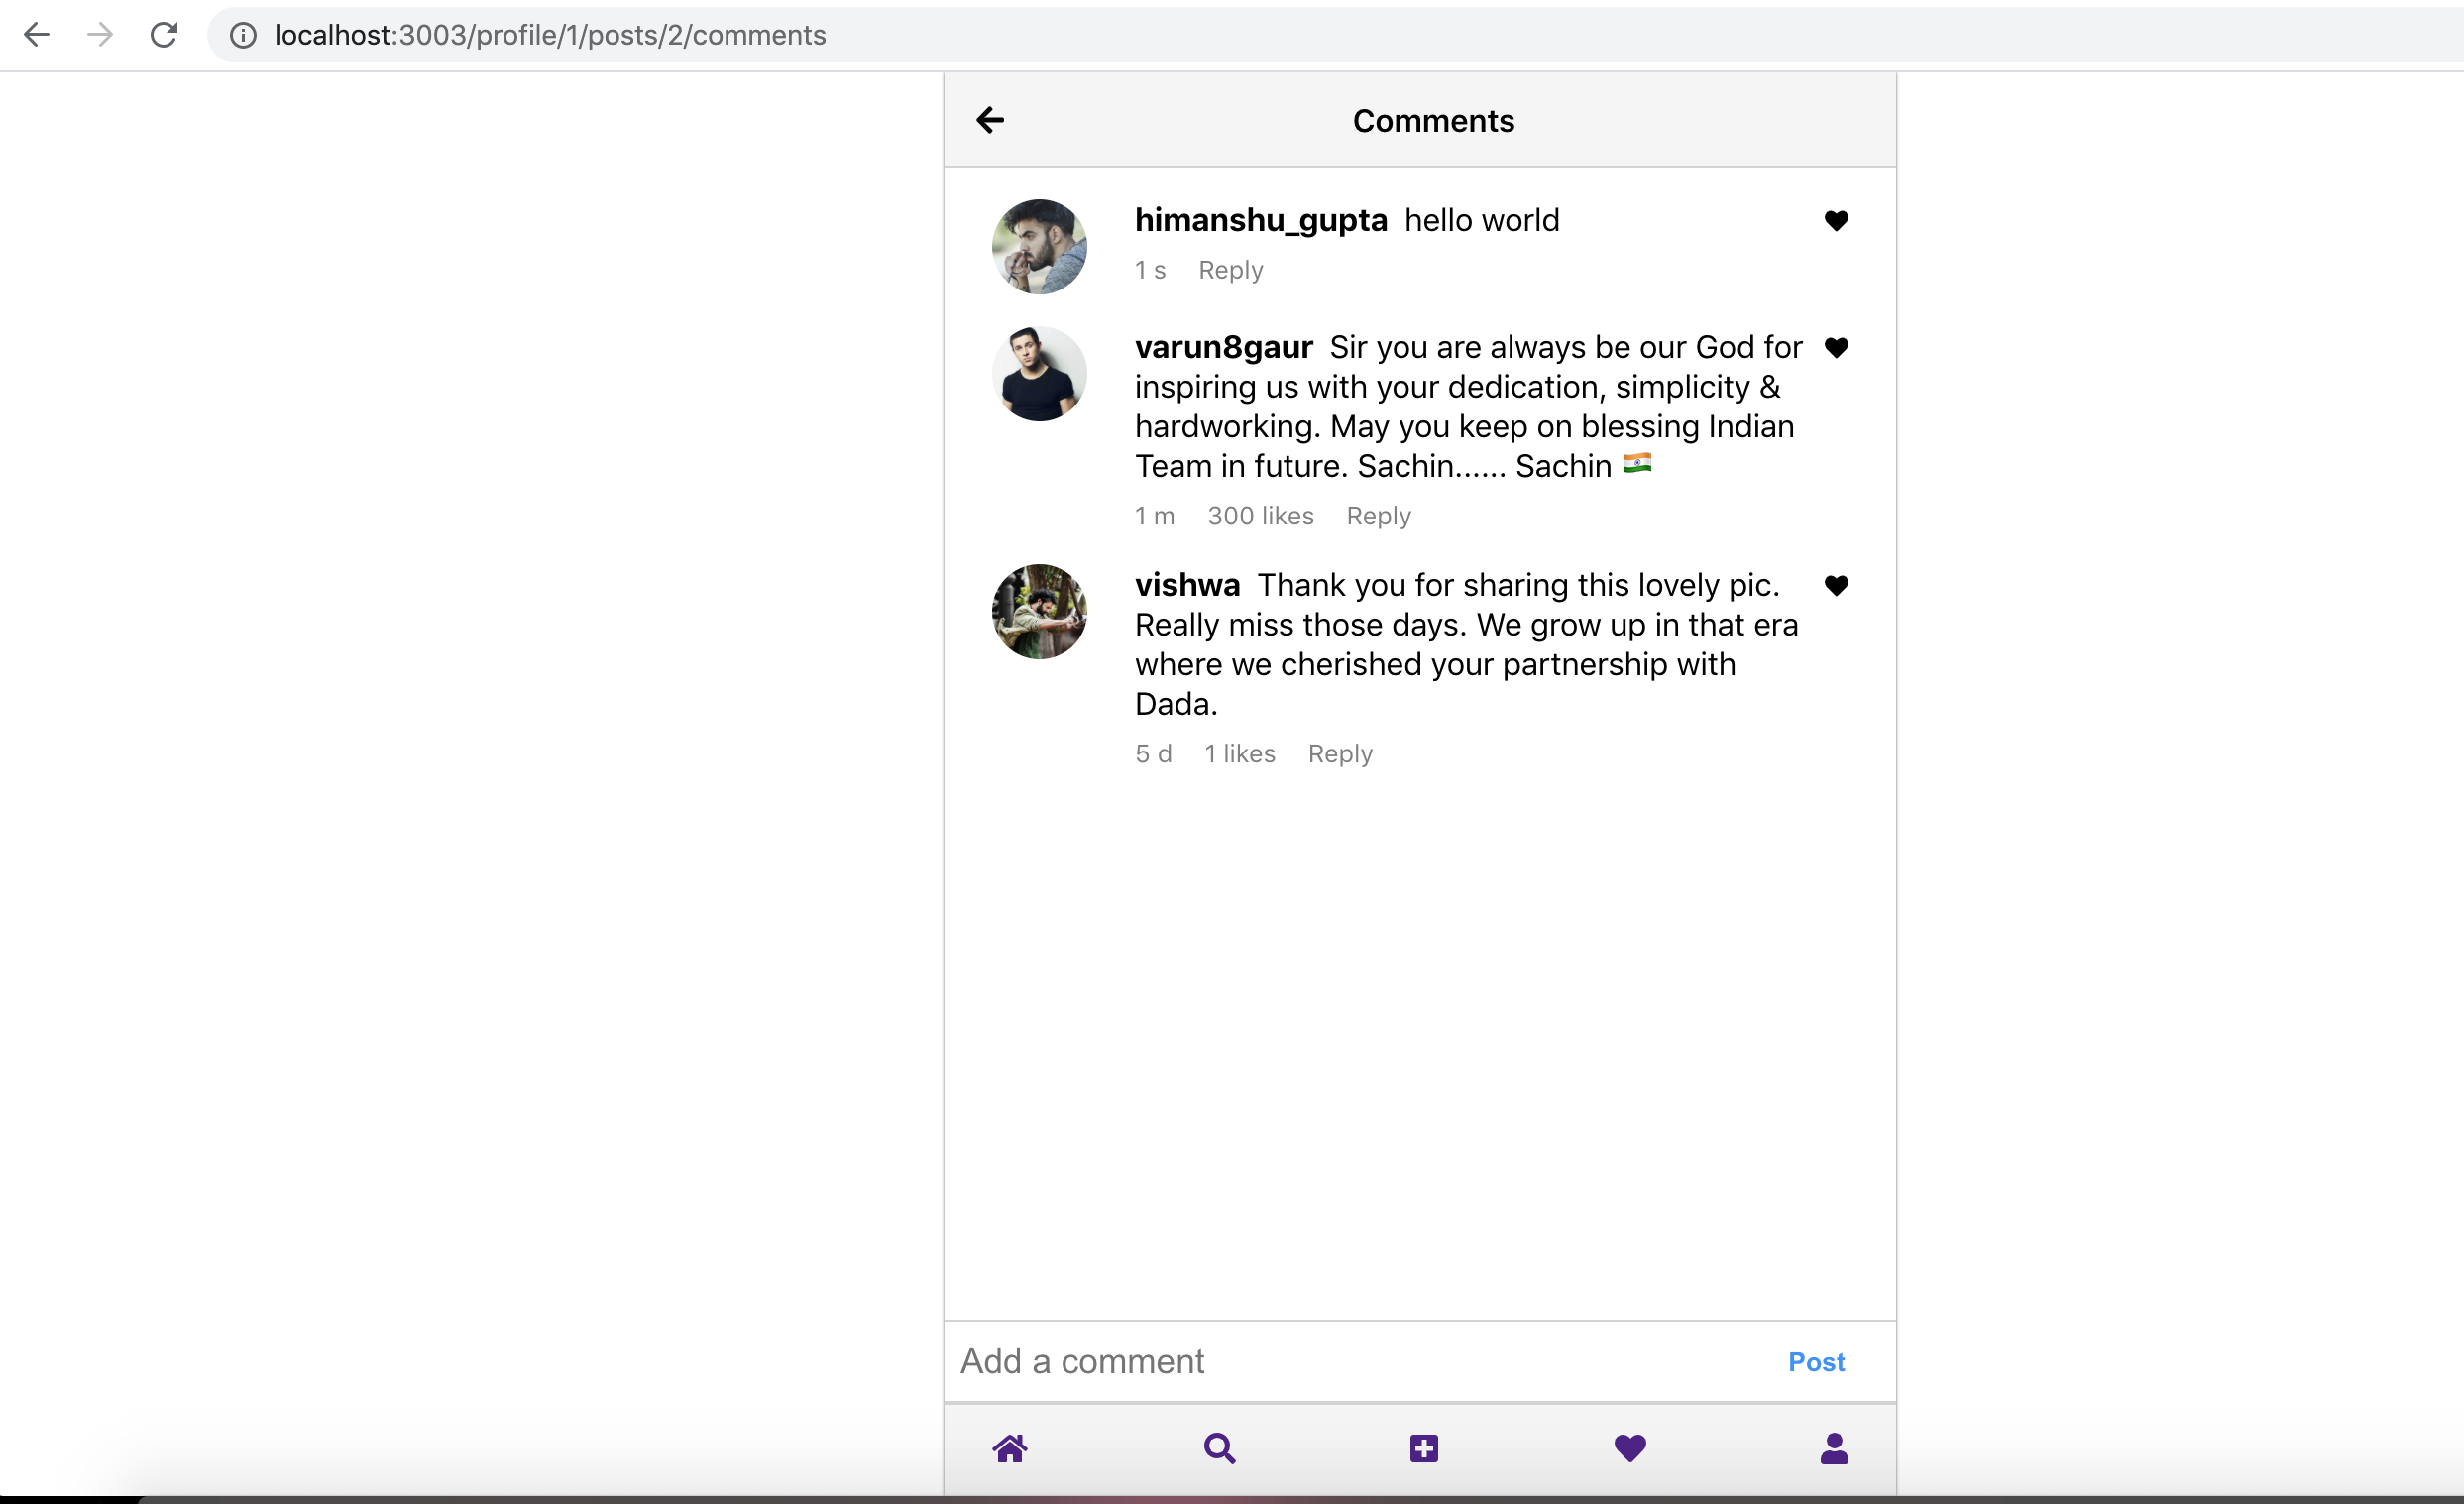 localhost:3003/profile/1/posts/2/comments
Comments
himanshu_gupta hello world
1 s Reply
varun8gaur Sir you are always be our God for
inspiring us with your dedication, simplicity &
hardworking. May you keep on blessing Indian
Team in future. Sachin...... Sachin 🇮🇳
1 m 300 likes Reply
vishwa Thank you for sharing this lovely pic.
Really miss those days. We grow up in that era
where we cherished your partnership with
Dada.
5 d 1 likes Reply
Add a comment Post